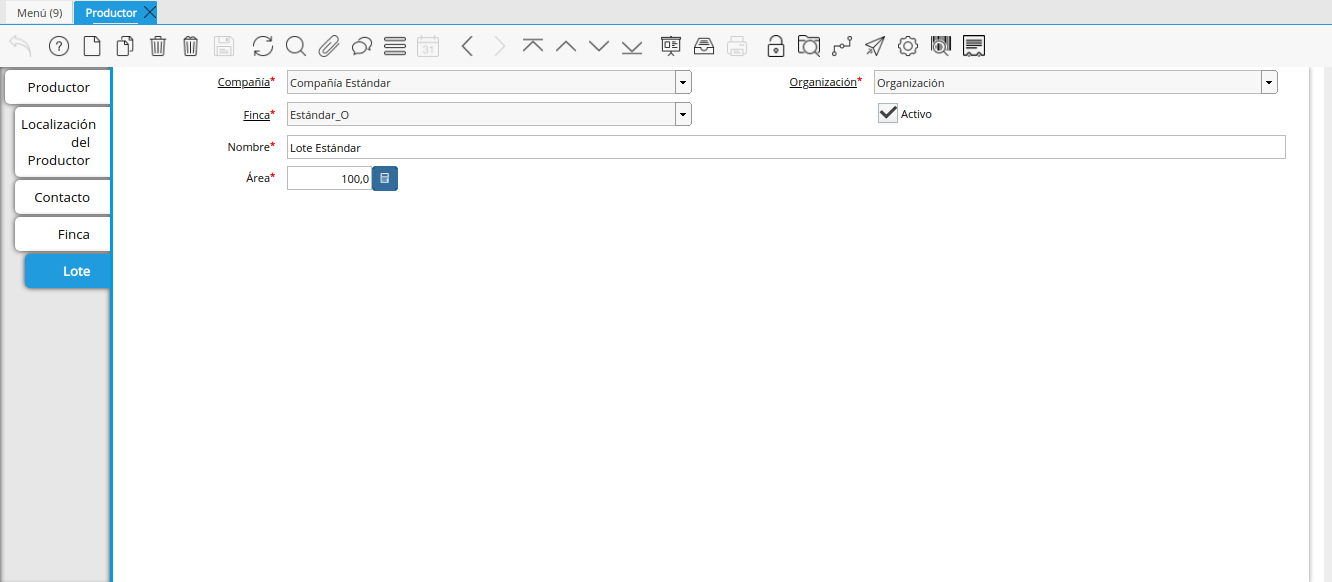 Menú (9) Productor
31
Productor
Localización
del
Productor
Contacto
Finca
Lote
Compañía* Compañía Estándar Organización* Organización
Finca* Estándar_O Activo
Nombre* Lote Estándar
Área* 100,0